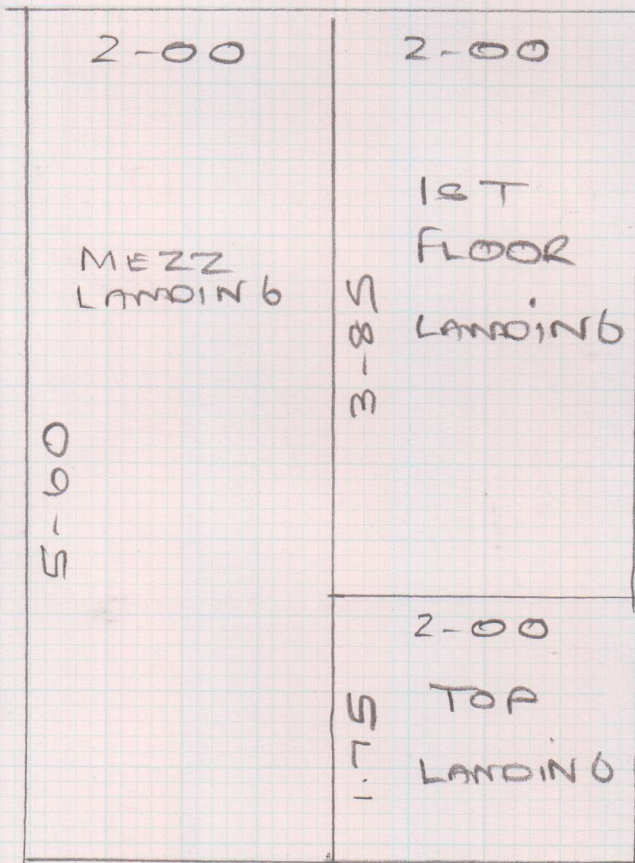 2-00
MEZZ
LANDING
5-60
2-00
1ST
FLOOR
LANDING
3-85
2-00
TOP
LANDING
1.75